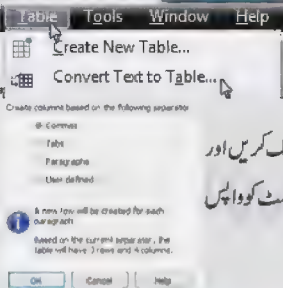 Table Tools Window Help
Create New Table...
Convert Text to Table...
Create columns based on the following separator
Commas
Tabs
Paragraphs
User defined
A new row will be created for each paragraph
Based on the current separator, the table will have 3 rows and 4 columns.
OK Cancel Help
کریں اور
کو واپس